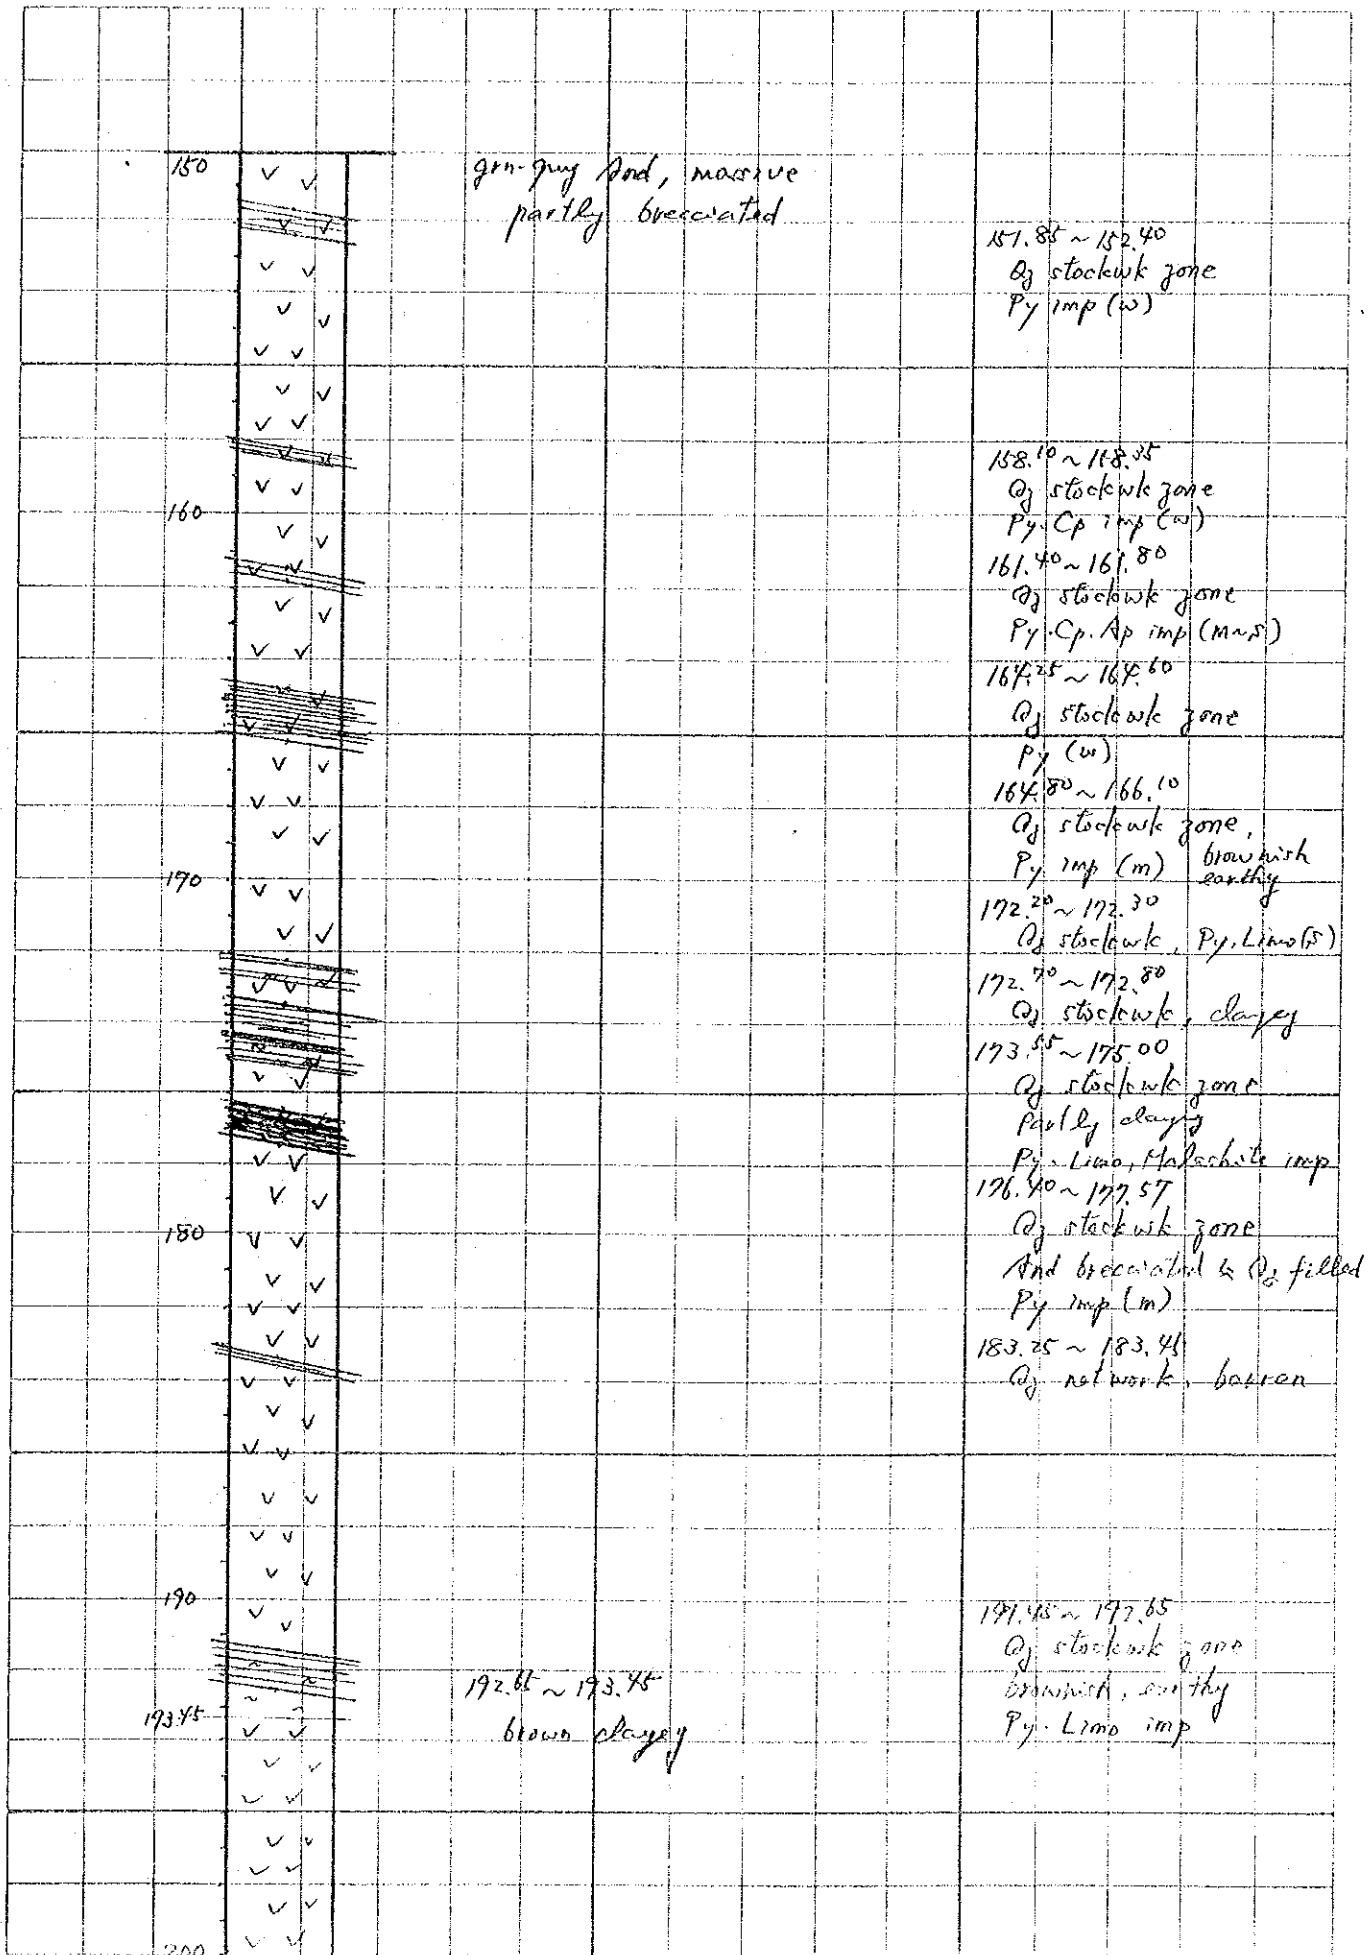 150
grn-gray And, massive
partly brecciated
151.85 ~ 152.40
Qz stockwk zone
Py imp (w)
158.10 ~ 158.35
Qz stockwk zone
160
Py. Cp imp (w)
161.40 ~ 161.80
Qz stockwk zone
Py. Cp. Ap imp (m~s)
164.25 ~ 164.60
Qz stockwk zone
Py (w)
164.80 ~ 166.10
Qz stockwk zone,
Py imp (m) brownish
earthy
170
172.20 ~ 172.30
Qz stockwk, Py. Limo (s)
172.70 ~ 172.80
Qz stockwk, clayey
173.55 ~ 175.00
Qz stockwk zone
Partly clayey
Py. Limo, Malachite imp
176.40 ~ 177.57
Qz stockwk zone
180
And brecciated & Qz filled
Py imp (m)
183.25 ~ 183.45
Qz network, barren
190
191.45 ~ 192.65
Qz stockwk zone
brownish, earthy
192.65 ~ 193.45
193.45
Py. Limo imp
brown clayey
200